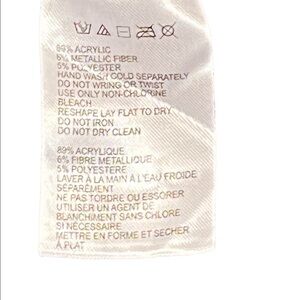 89% ACRYLIC
6% METALLIC FIBER
5% POLYESTER
HAND WASH COLD SEPARATELY
DO NOT WRING OR TWIST
USE ONLY NON-CHLORINE
BLEACH
RESHAPE LAY FLAT TO DRY
DO NOT IRON
DO NOT DRY CLEAN
89% ACRYLIQUE
6% FIBRE METALLIQUE
5% POLYESTERE
LAVER À LA MAIN A L'EAU FROIDE
SÉPARÉMENT
NE PAS TORDRE OU ESSORER
UTILISER UN AGENT DE
BLANCHIMENT SANS CHLORE
SI NÉCESSAIRE
METTRE EN FORME ET SECHER
À PLAT